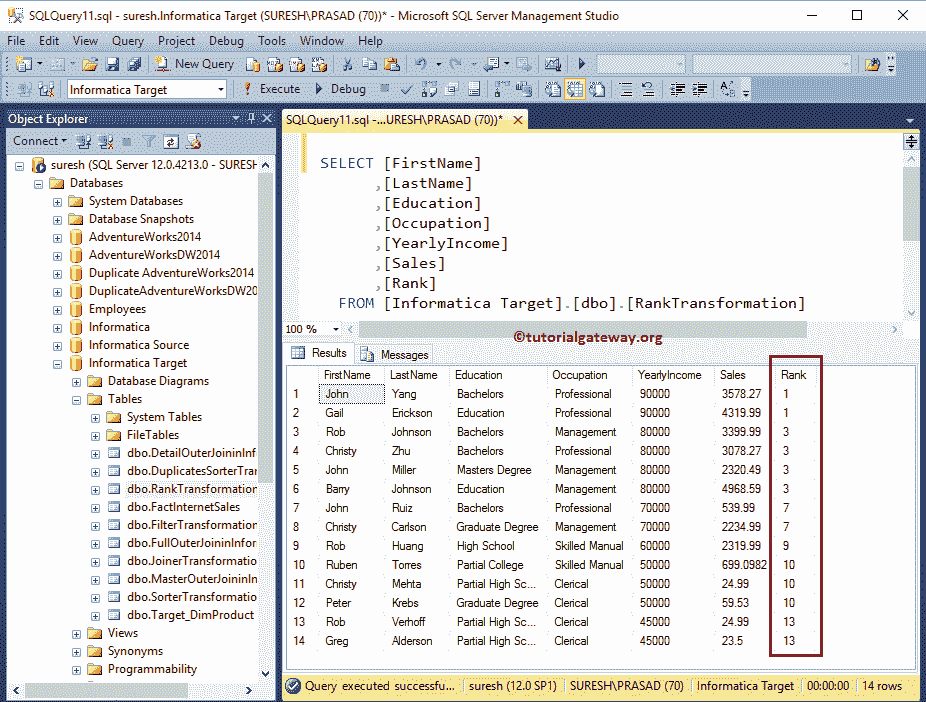 SQLQuery11.sql - suresh.Informatica Target (SURESH\PRASAD (70))* - Microsoft SQL Server Management Studio
File Edit View Query Project Debug Tools Window Help
New Query
Informatica Target Execute Debug
Object Explorer
SQLQuery11.sql -...URESH\PRASAD (70))*
Connect
suresh (SQL Server 12.0.4213.0 - SURESH
Databases
System Databases
Database Snapshots
AdventureWorks2014
AdventureWorksDW2014
Duplicate AdventureWorks2014
DuplicateAdventureWorksDW20
Employees
Informatica
Informatica Source
Informatica Target
Database Diagrams
Tables
System Tables
FileTables
dbo.DetailOuterJoininInf
dbo.DuplicatesSorterTrar
dbo.RankTransformation
dbo.FactInternetSales
dbo.FilterTransformation
dbo.FullOuterJoininInfor
dbo.JoinerTransformatio
dbo.MasterOuterJoininIn
dbo.SorterTransformatio
dbo.Target_DimProduct
Views
Synonyms
Programmability
SELECT [FirstName]
,[LastName]
,[Education]
,[Occupation]
,[YearlyIncome]
,[Sales]
,[Rank]
FROM [Informatica Target].[dbo].[RankTransformation]
100 %
©tutorialgateway.org
Results Messages
FirstName LastName Education Occupation YearlyIncome Sales Rank
1 John Yang Bachelors Professional 90000 3578.27 1
2 Gail Erickson Education Professional 90000 4319.99 1
3 Rob Johnson Bachelors Management 80000 3399.99 3
4 Christy Zhu Bachelors Professional 80000 3078.27 3
5 John Miller Masters Degree Management 80000 2320.49 3
6 Barry Johnson Education Management 80000 4968.59 3
7 John Ruiz Bachelors Professional 70000 539.99 7
8 Christy Carlson Graduate Degree Management 70000 2234.99 7
9 Rob Huang High School Skilled Manual 60000 2319.99 9
10 Ruben Torres Partial College Skilled Manual 50000 699.0982 10
11 Christy Mehta Partial High Sc... Clerical 50000 24.99 10
12 Peter Krebs Graduate Degree Clerical 50000 59.53 10
13 Rob Verhoff Partial High Sc... Clerical 45000 24.99 13
14 Greg Alderson Partial High Sc... Clerical 45000 23.5 13
Query executed successfu... suresh (12.0 SP1) SURESH\PRASAD (70) Informatica Target 00:00:00 14 rows